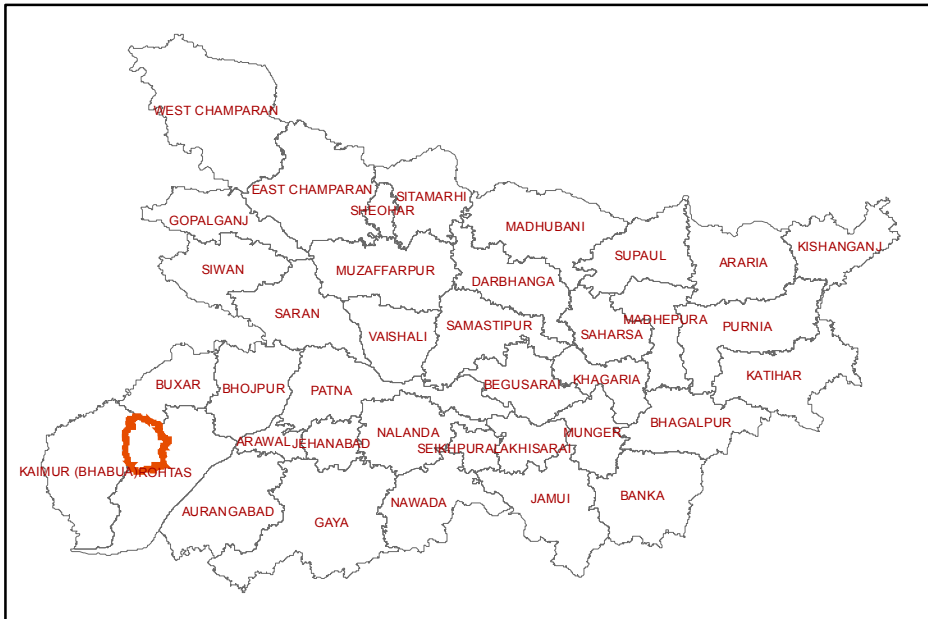 WEST CHAMPARAN
EAST CHAMPARAN
SITAMARHI
SHEOHAR
GOPALGANJ
MADHUBANI
SUPAUL
ARARIA
KISHANGANJ
SIWAN
MUZAFFARPUR
DARBHANGA
SARAN
VAISHALI
SAMASTIPUR
SAHARSA
MADHEPURA
PURNIA
BUXAR
BHOJPUR
PATNA
BEGUSARAI
KHAGARIA
KATIHAR
ARAWAL
JEHANABAD
NALANDA
SEIKHPURA
LAKHISARAI
MUNGER
BHAGALPUR
KAIMUR (BHABUA)
ROHTAS
AURANGABAD
GAYA
NAWADA
JAMUI
BANKA